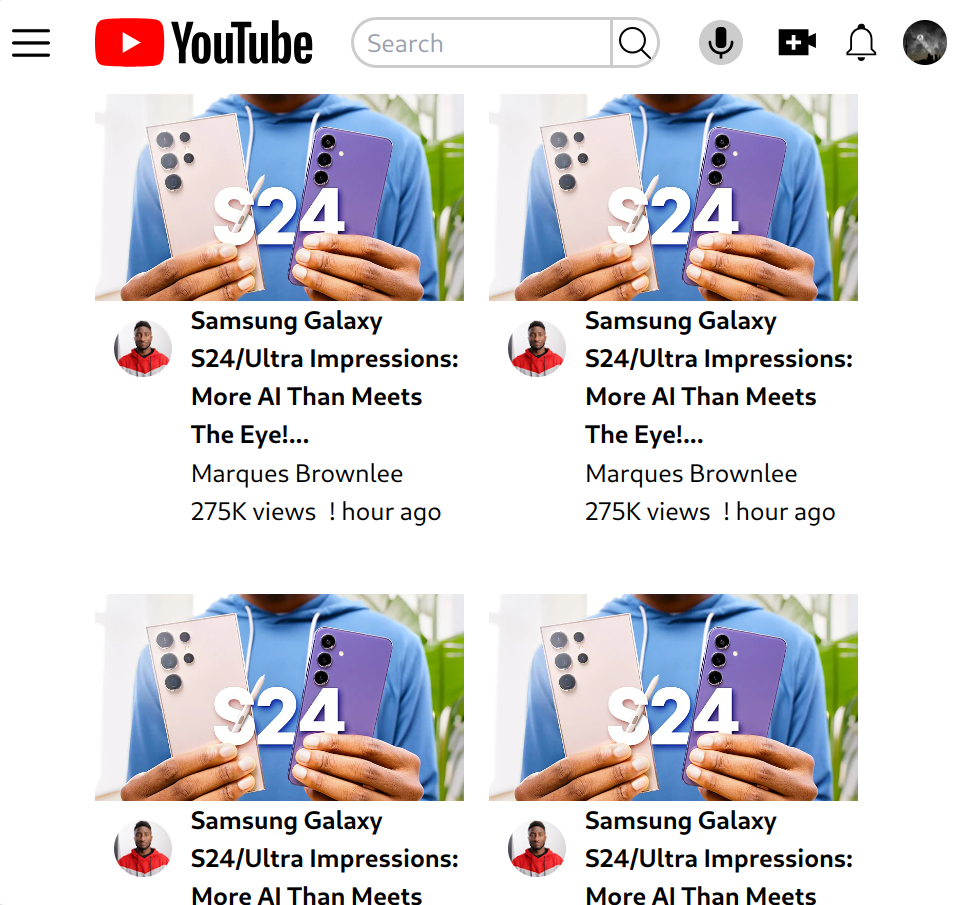 YouTube
Search
S24
S24
Samsung Galaxy
S24/Ultra Impressions:
More AI Than Meets
The Eye!...
Marques Brownlee
275K views ! hour ago
Samsung Galaxy
S24/Ultra Impressions:
More AI Than Meets
The Eye!...
Marques Brownlee
275K views ! hour ago
S24
S24
Samsung Galaxy
S24/Ultra Impressions:
More AI Than Meets
Samsung Galaxy
S24/Ultra Impressions:
More AI Than Meets